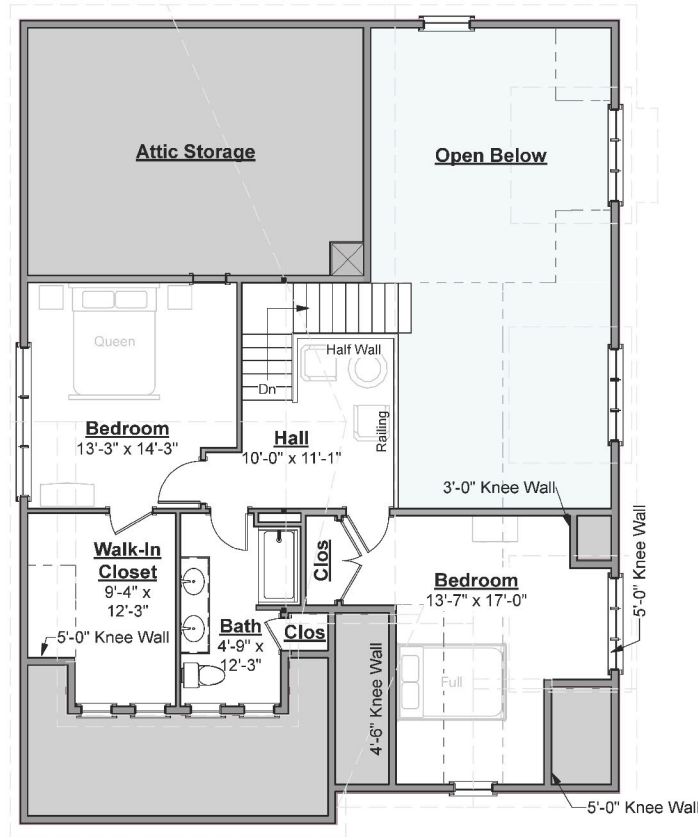 Attic Storage
Open Below
Queen
Half Wall
Dn
Railing
Bedroom
13'-3" x 14'-3"
Hall
10'-0" x 11'-1"
3'-0" Knee Wall
Walk-In
Closet
9'-4" x
12'-3"
5'-0" Knee Wall
Clos
Bedroom
13'-7" x 17'-0"
5'-0" Knee Wall
Bath
4'-9" x
12'-3"
Clos
4'-6" Knee Wall
Full
5'-0" Knee Wall